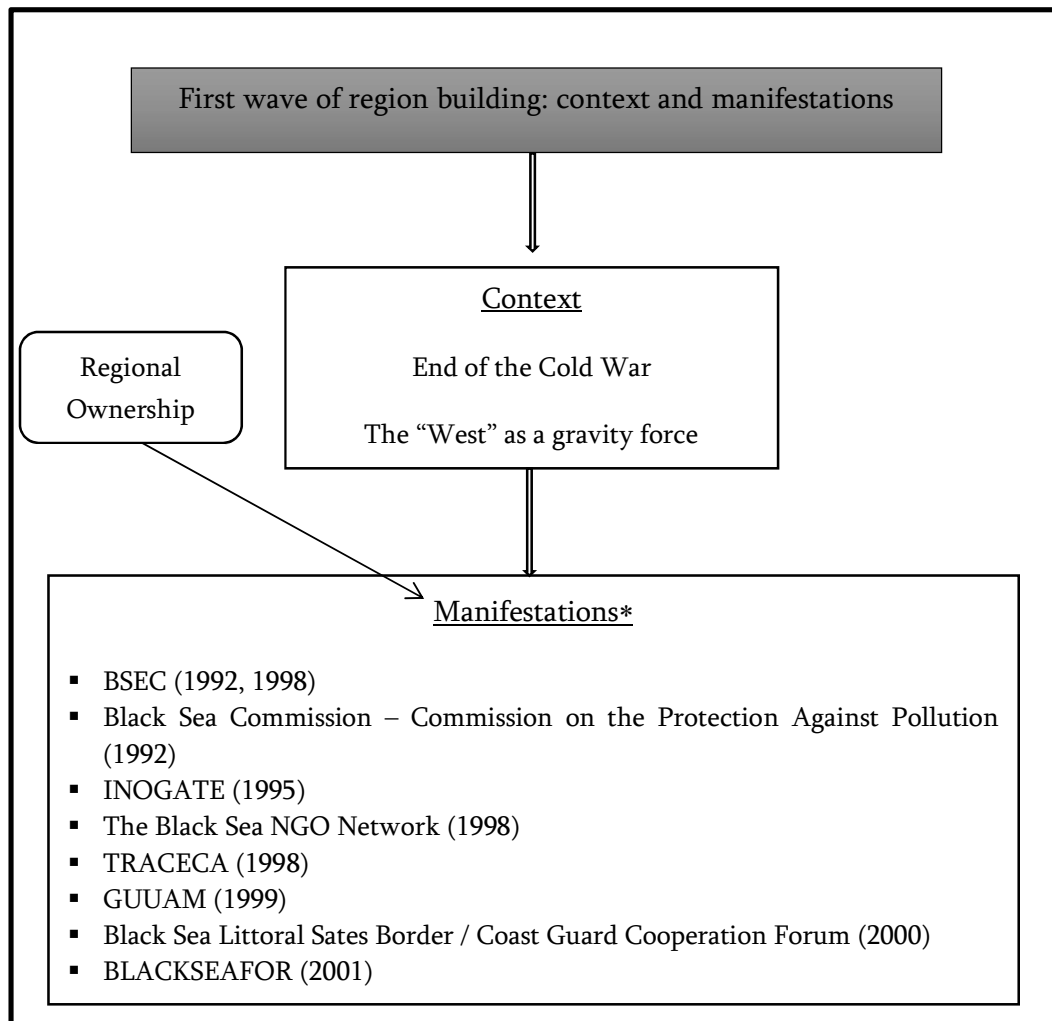 First wave of region building: context and manifestations
Context
End of the Cold War
The “West” as a gravity force
Regional
Ownership
Manifestations*
▪ BSEC (1992, 1998)
▪ Black Sea Commission – Commission on the Protection Against Pollution
(1992)
▪ INOGATE (1995)
▪ The Black Sea NGO Network (1998)
▪ TRACECA (1998)
▪ GUUAM (1999)
▪ Black Sea Littoral Sates Border / Coast Guard Cooperation Forum (2000)
▪ BLACKSEAFOR (2001)